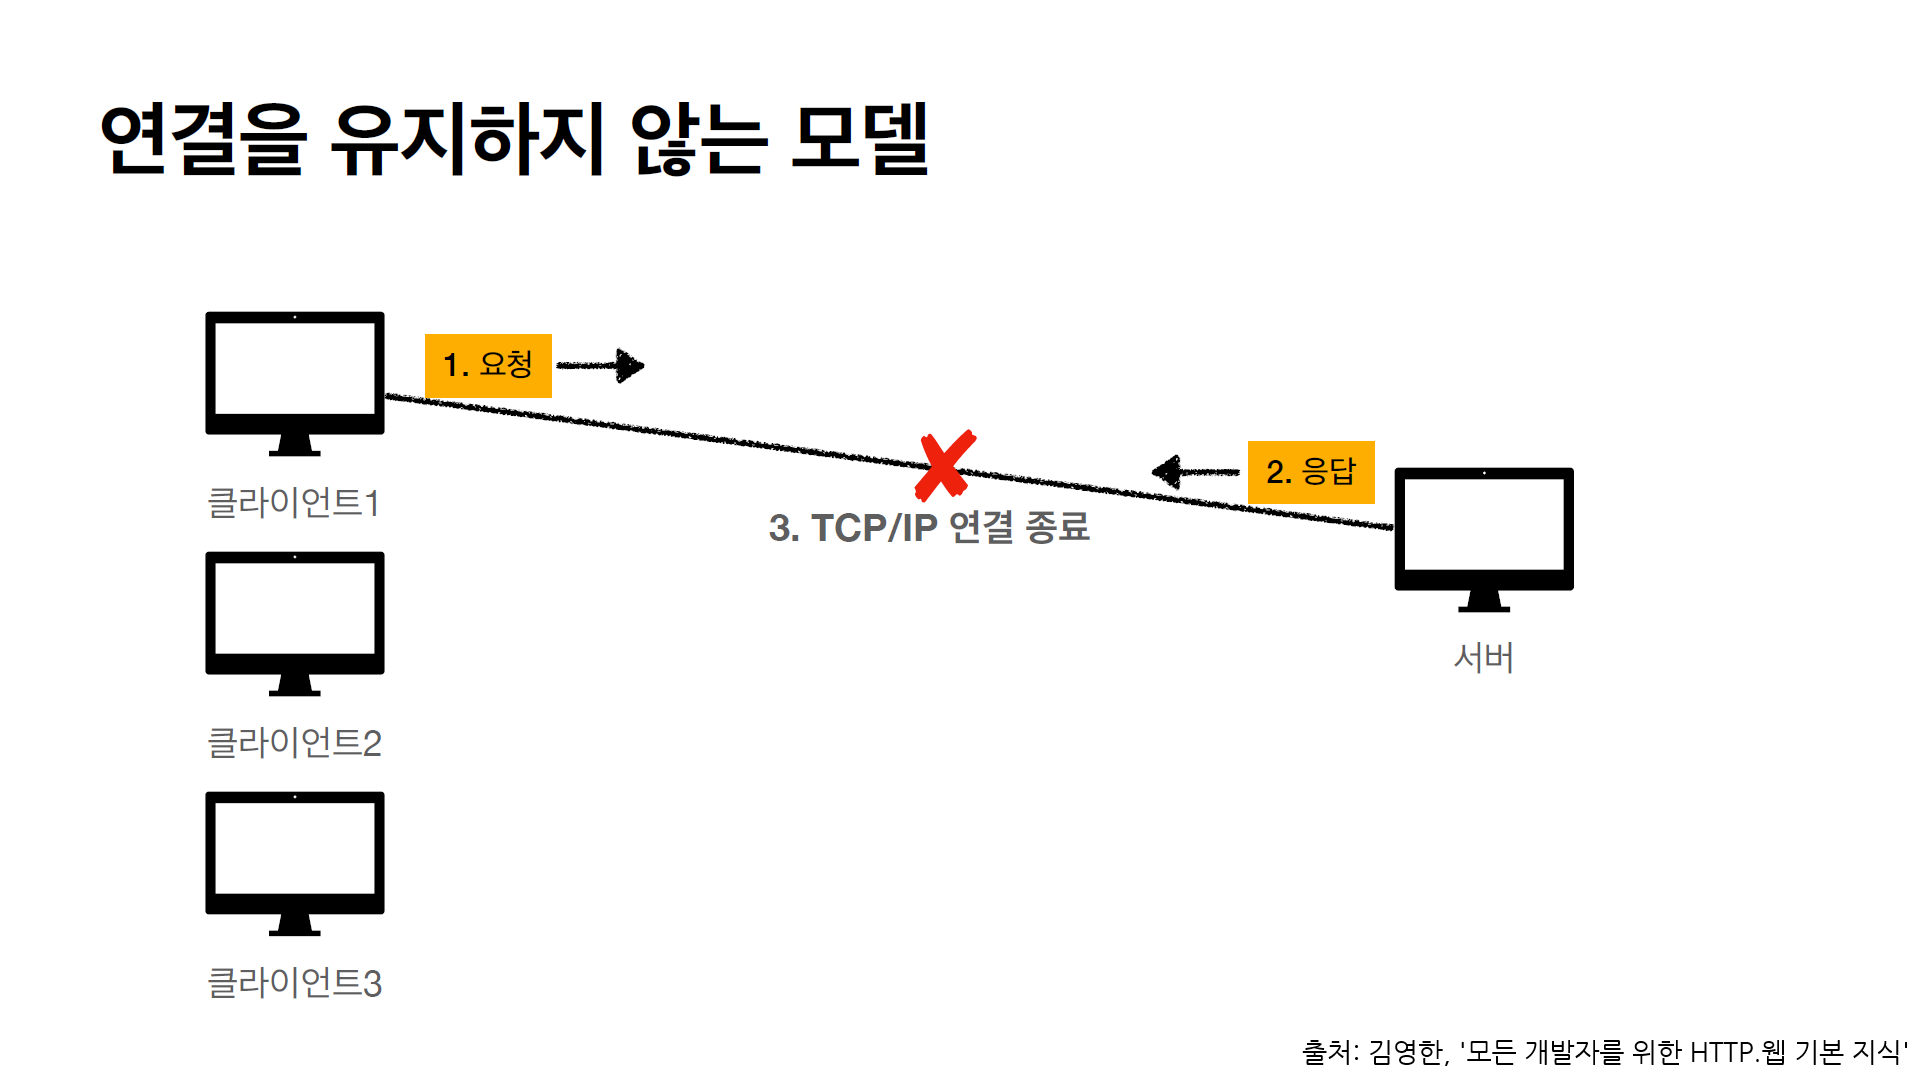 연결을 유지하지 않는 모델
1. 요청
클라이언트1
2. 응답
3. TCP/IP 연결 종료
서버
클라이언트2
클라이언트3
출처: 김영한, '모든 개발자를 위한 HTTP.웹 기본 지식'